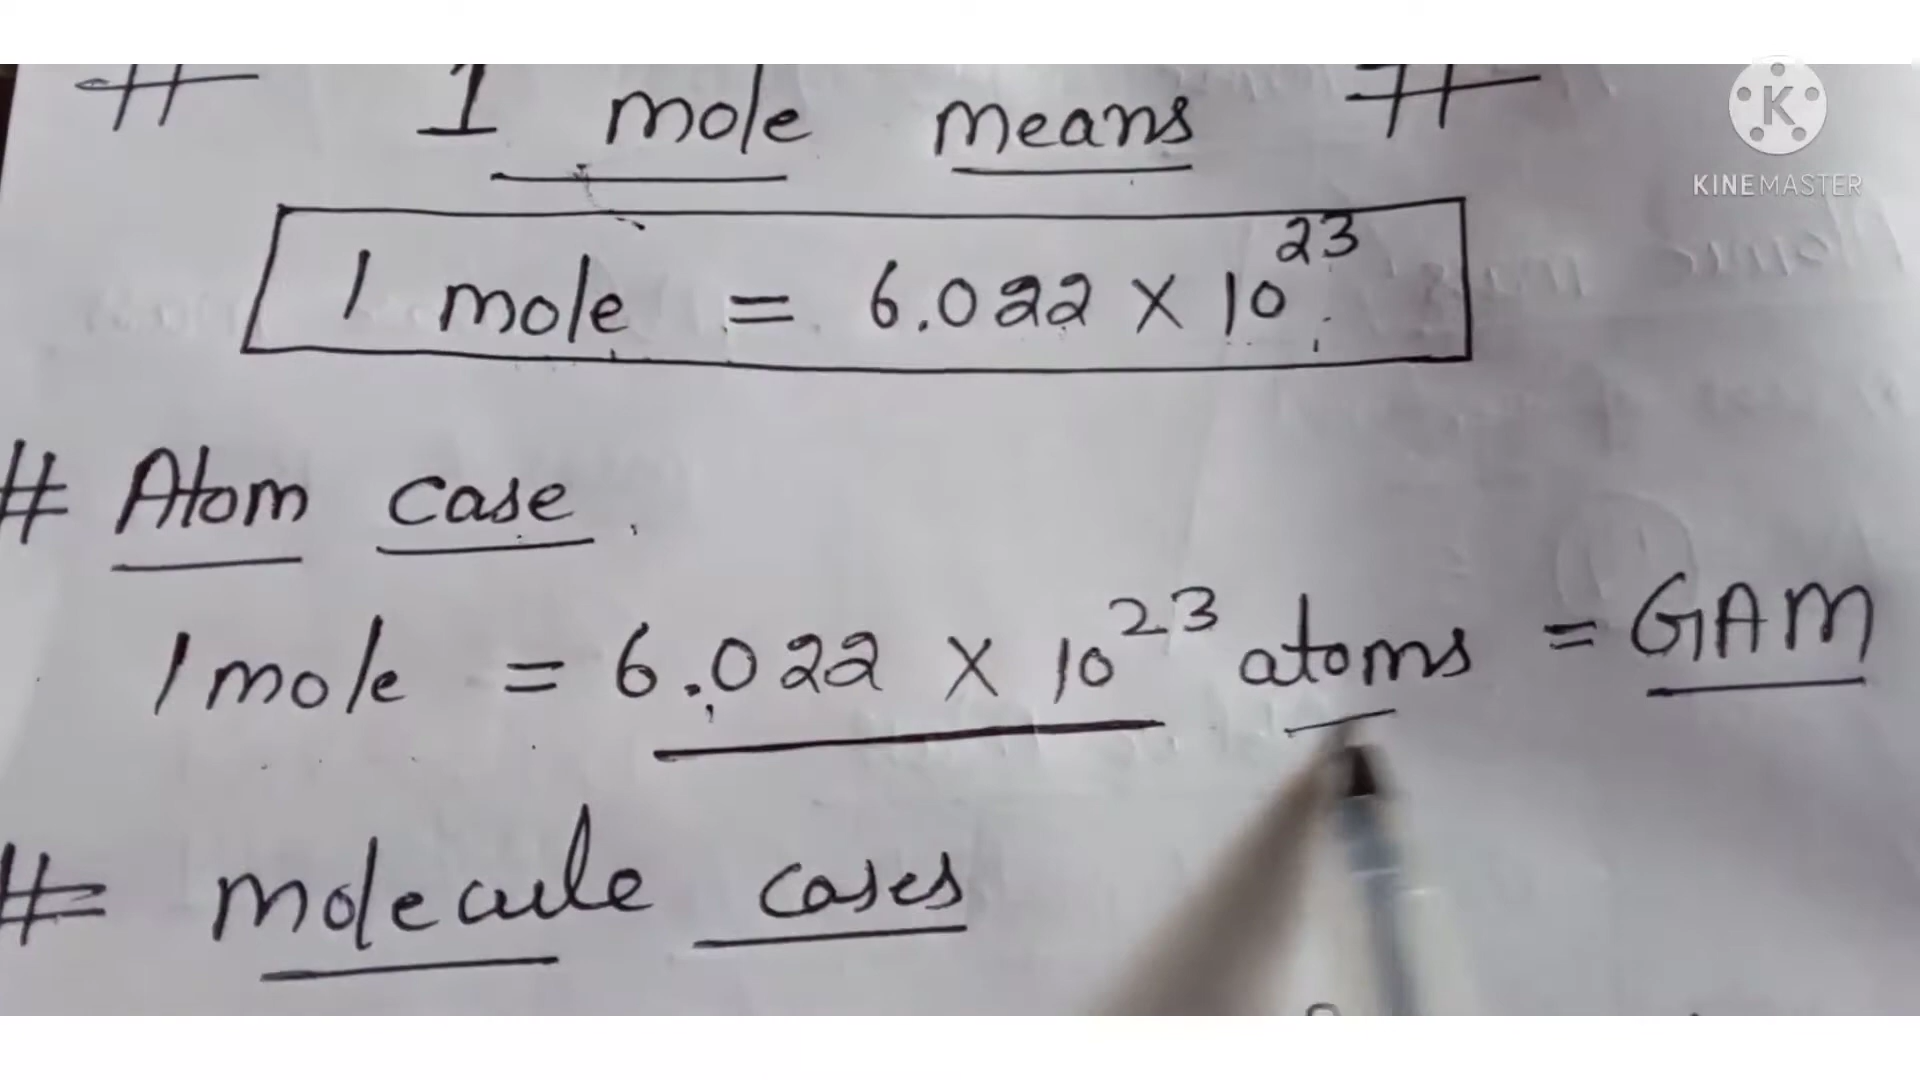 # 1 mole means #
K
KINEMASTER
1 mole = 6.022 × 10²³
# Atom case
1 mole = 6.022 × 10²³ atoms = GAM
# molecule cases